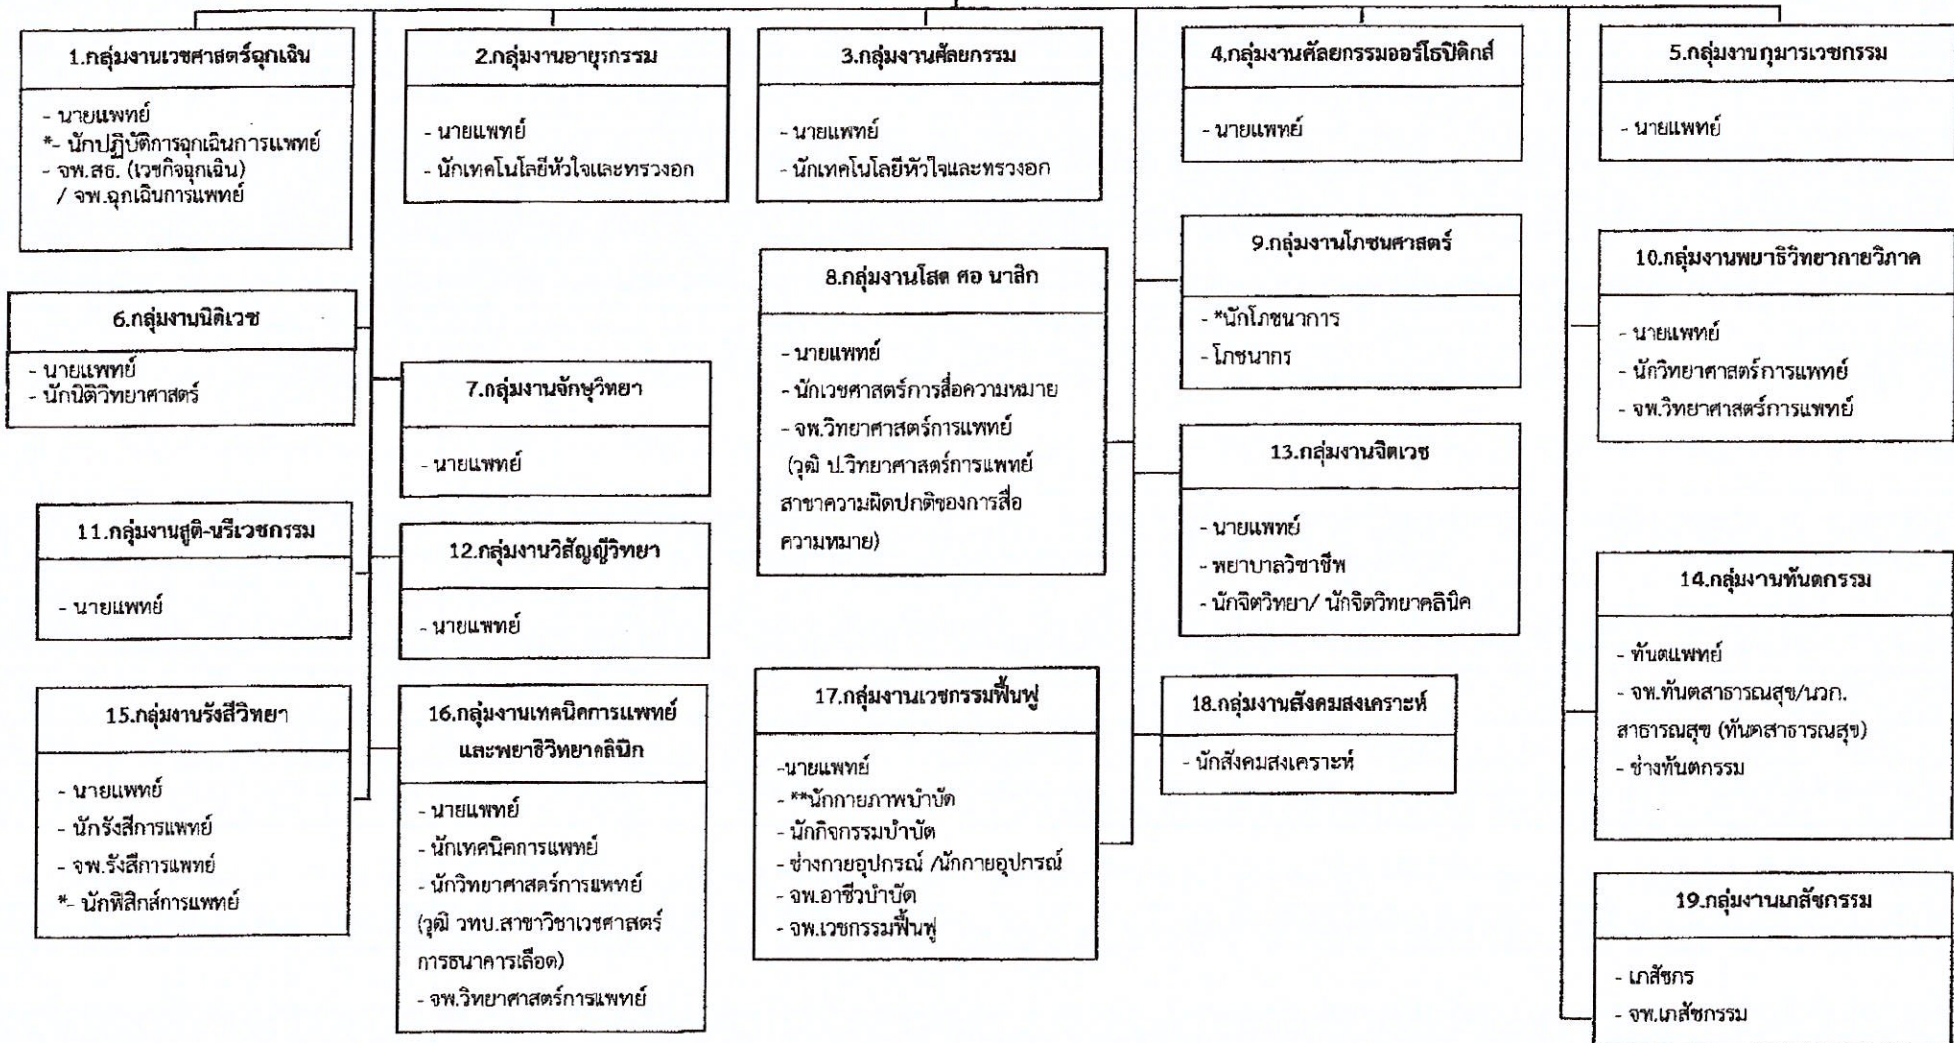 1.กลุ่มงานเวชศาสตร์ฉุกเฉิน
- นายแพทย์
*- นักปฏิบัติการฉุกเฉินการแพทย์
- จพ.สธ. (เวชกิจฉุกเฉิน)
/ จพ.ฉุกเฉินการแพทย์
2.กลุ่มงานอายุรกรรม
- นายแพทย์
- นักเทคโนโลยีหัวใจและทรวงอก
3.กลุ่มงานศัลยกรรม
- นายแพทย์
- นักเทคโนโลยีหัวใจและทรวงอก
4.กลุ่มงานศัลยกรรมออร์โธปิดิกส์
- นายแพทย์
5.กลุ่มงานกุมารเวชกรรม
- นายแพทย์
6.กลุ่มงานนิติเวช
- นายแพทย์
- นักนิติวิทยาศาสตร์
7.กลุ่มงานจักษุวิทยา
- นายแพทย์
8.กลุ่มงานโสต ศอ นาสิก
- นายแพทย์
- นักเวชศาสตร์การสื่อความหมาย
- จพ.วิทยาศาสตร์การแพทย์
(วุฒิ ป.วิทยาศาสตร์การแพทย์
สาขาความผิดปกติของการสื่อ
ความหมาย)
9.กลุ่มงานโภชนศาสตร์
- *นักโภชนาการ
- โภชนากร
10.กลุ่มงานพยาธิวิทยากายวิภาค
- นายแพทย์
- นักวิทยาศาสตร์การแพทย์
- จพ.วิทยาศาสตร์การแพทย์
11.กลุ่มงานสูติ-นรีเวชกรรม
- นายแพทย์
12.กลุ่มงานวิสัญญีวิทยา
- นายแพทย์
13.กลุ่มงานจิตเวช
- นายแพทย์
- พยาบาลวิชาชีพ
- นักจิตวิทยา/ นักจิตวิทยาคลินิค
14.กลุ่มงานทันตกรรม
- ทันตแพทย์
- จพ.ทันตสาธารณสุข/นวก.
สาธารณสุข (ทันตสาธารณสุข)
- ช่างทันตกรรม
15.กลุ่มงานรังสีวิทยา
- นายแพทย์
- นักรังสีการแพทย์
- จพ.รังสีการแพทย์
*- นักฟิสิกส์การแพทย์
16.กลุ่มงานเทคนิคการแพทย์
และพยาธิวิทยาคลินิก
- นายแพทย์
- นักเทคนิคการแพทย์
- นักวิทยาศาสตร์การแพทย์
(วุฒิ วทบ.สาขาวิชาเวชศาสตร์
การธนาคารเลือด)
- จพ.วิทยาศาสตร์การแพทย์
17.กลุ่มงานเวชกรรมฟื้นฟู
-นายแพทย์
- **นักกายภาพบำบัด
- นักกิจกรรมบำบัด
- ช่างกายอุปกรณ์ /นักกายอุปกรณ์
- จพ.อาชีวบำบัด
- จพ.เวชกรรมฟื้นฟู
18.กลุ่มงานสังคมสงเคราะห์
- นักสังคมสงเคราะห์
19.กลุ่มงานเภสัชกรรม
- เภสัชกร
- จพ.เภสัชกรรม